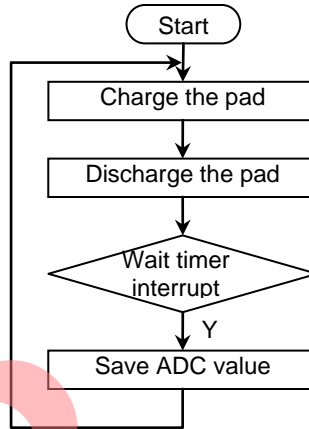 Start
Charge the pad
Discharge the pad
Wait timer
interrupt
Y
Save ADC value